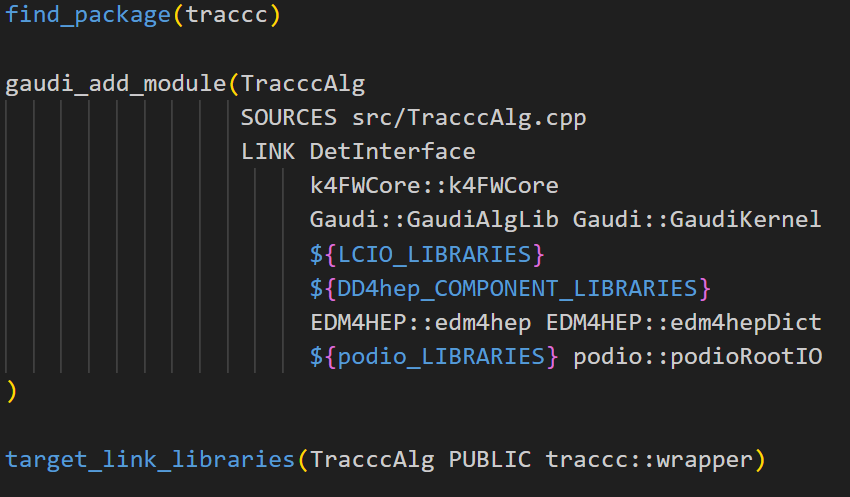 find_package(traccc)
gaudi_add_module(TracccAlg
SOURCES src/TracccAlg.cpp
LINK DetInterface
k4FWCore::k4FWCore
Gaudi::GaudiAlgLib Gaudi::GaudiKernel
${LCIO_LIBRARIES}
${DD4hep_COMPONENT_LIBRARIES}
EDM4HEP::edm4hep EDM4HEP::edm4hepDict
${podio_LIBRARIES} podio::podioRootIO
)
target_link_libraries(TracccAlg PUBLIC traccc::wrapper)